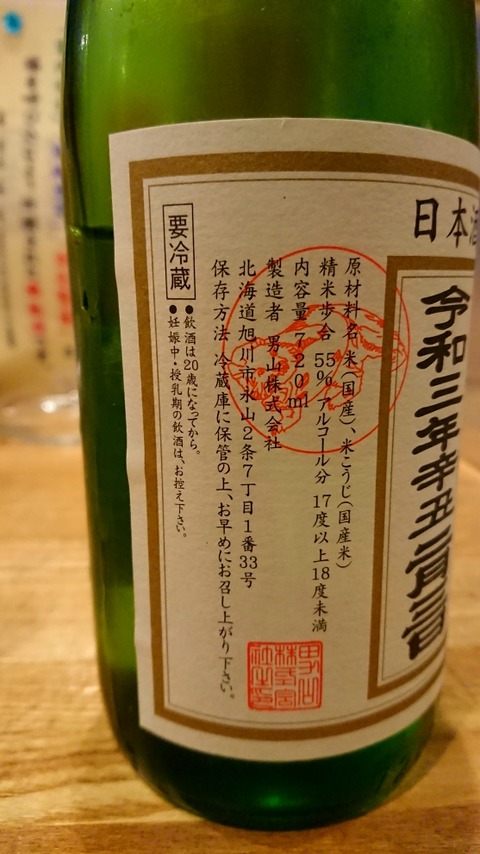 日本酒
令和三年辛丑二月三日
原材料名 米（国産）、米こうじ（国産米）
精米歩合 55% アルコール分 17度以上18度未満
内容量 720ml
製造者 男山株式会社
北海道旭川市永山2条7丁目1番33号
保存方法 冷蔵庫に保管の上、お早めにお召し上がり下さい。
要冷蔵
●飲酒は20歳になってから。
●妊娠中・授乳期の飲酒は、お控え下さい。